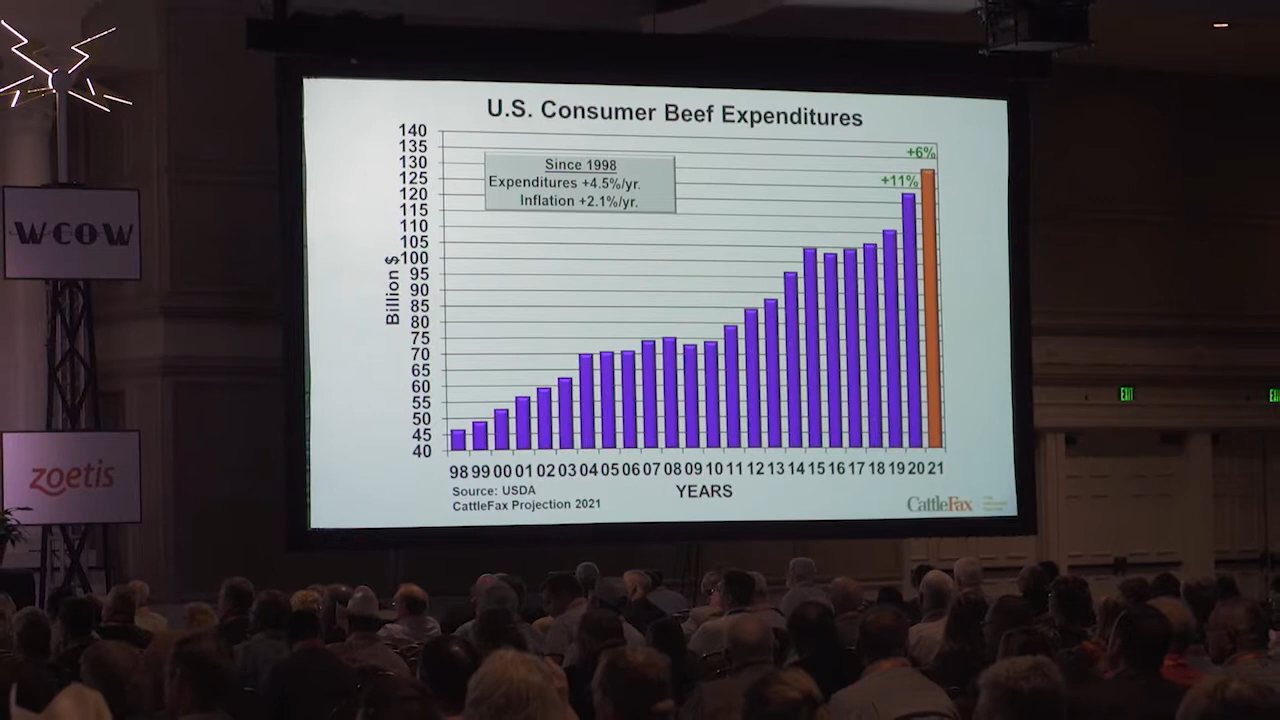 U.S. Consumer Beef Expenditures
140
135
130
125
120
115
110
105
100
95
90
85
80
75
70
65
60
55
50
45
40
Billion $
Since 1998
Expenditures +4.5%/yr.
Inflation +2.1%/yr.
+6%
+11%
98 99 00 01 02 03 04 05 06 07 08 09 10 11 12 13 14 15 16 17 18 19 20 21
YEARS
Source: USDA
CattleFax Projection 2021
CattleFax
WCOW
zoetis
EXIT